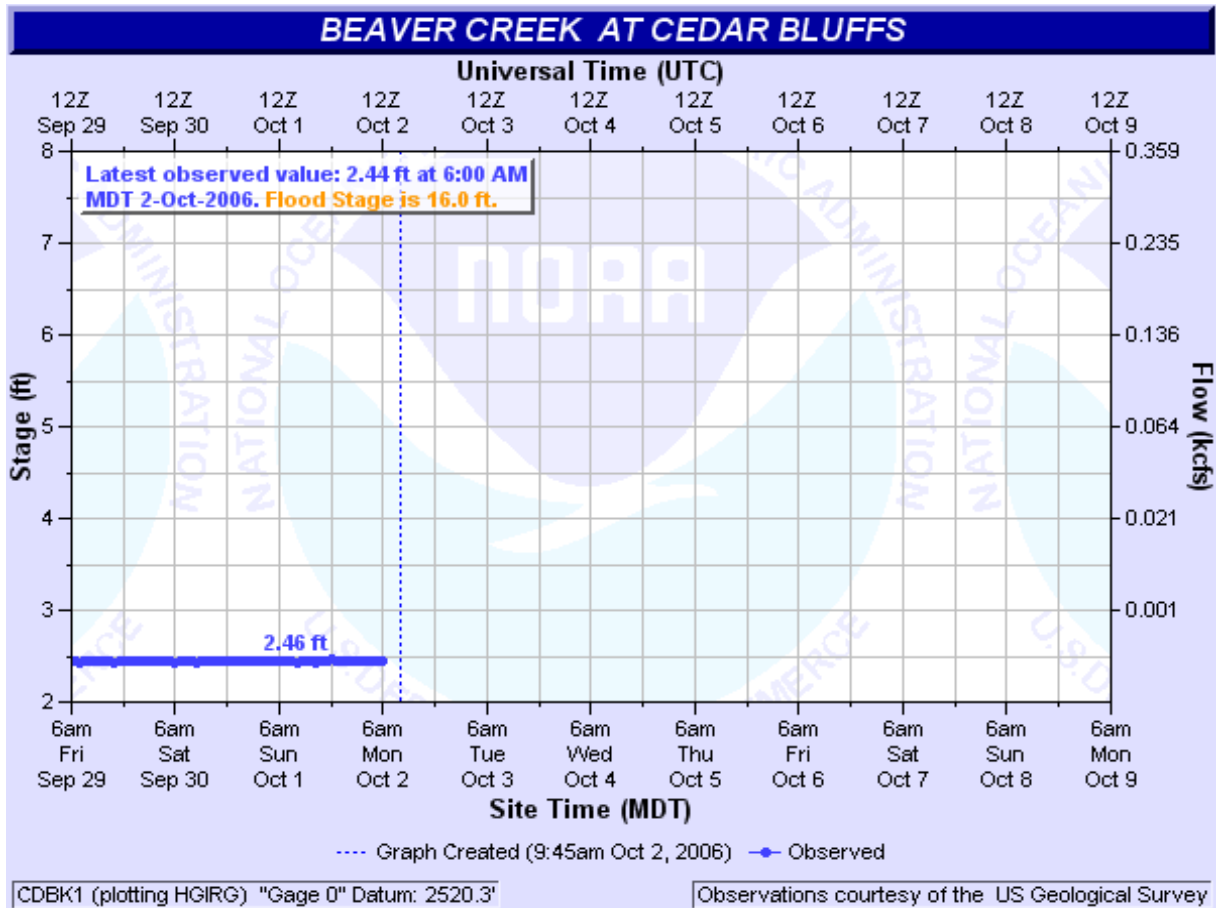 BEAVER CREEK AT CEDAR BLUFFS
Universal Time (UTC)
12Z 12Z 12Z 12Z 12Z 12Z 12Z 12Z 12Z 12Z 12Z
Sep 29 Sep 30 Oct 1 Oct 2 Oct 3 Oct 4 Oct 5 Oct 6 Oct 7 Oct 8 Oct 9
Latest observed value: 2.44 ft at 6:00 AM
MDT 2-Oct-2006. Flood Stage is 16.0 ft.
8 0.359
7 0.235
6 0.136
5 0.064
4 0.021
3 0.001
2
Stage (ft)
Flow (kcfs)
NOAA
NATIONAL OCEANIC ADMINISTRATION
2.46 ft
6am 6am 6am 6am 6am 6am 6am 6am 6am 6am 6am
Fri Sat Sun Mon Tue Wed Thu Fri Sat Sun Mon
Sep 29 Sep 30 Oct 1 Oct 2 Oct 3 Oct 4 Oct 5 Oct 6 Oct 7 Oct 8 Oct 9
Site Time (MDT)
Graph Created (9:45am Oct 2, 2006) Observed
CDBK1 (plotting HGIRG) "Gage 0" Datum: 2520.3'
Observations courtesy of the US Geological Survey